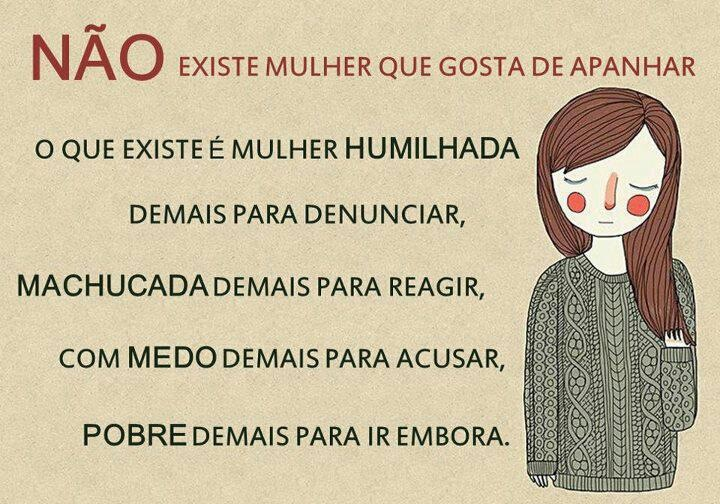 NÃO EXISTE MULHER QUE GOSTA DE APANHAR
O QUE EXISTE É MULHER HUMILHADA
DEMAIS PARA DENUNCIAR,
MACHUCADA DEMAIS PARA REAGIR,
COM MEDO DEMAIS PARA ACUSAR,
POBRE DEMAIS PARA IR EMBORA.